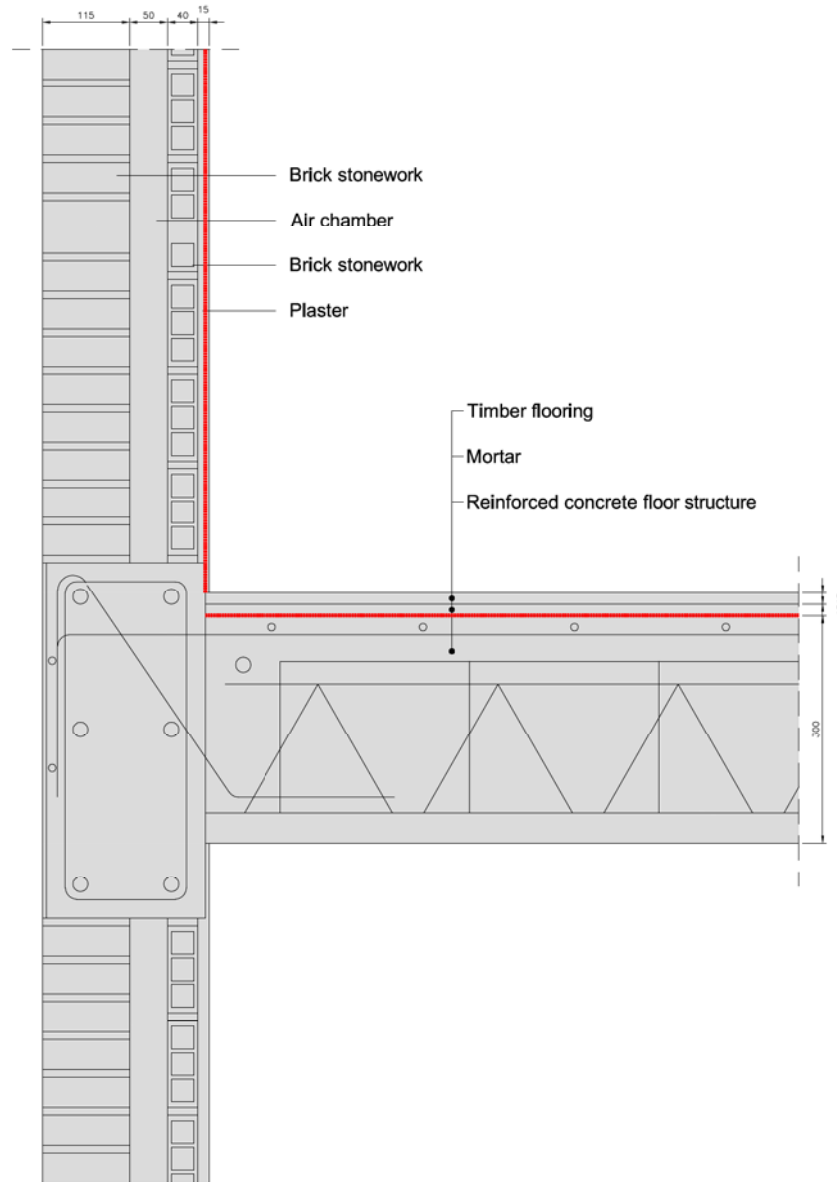 115 50 40 15
Brick stonework
Air chamber
Brick stonework
Plaster
Timber flooring
Mortar
Reinforced concrete floor structure
300